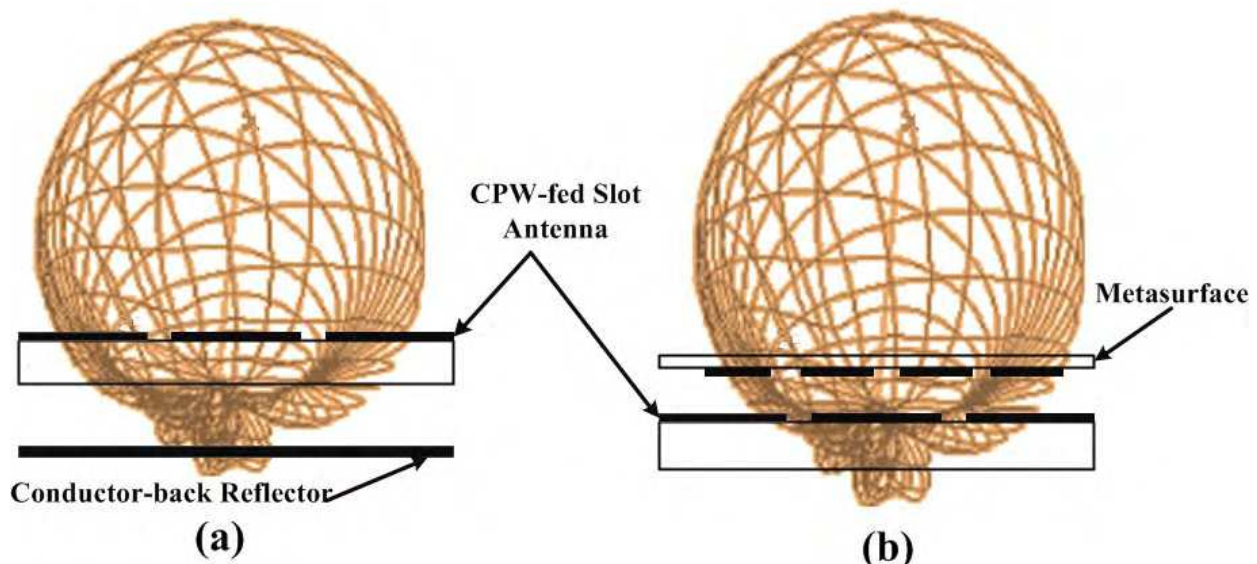 CPW-fed Slot
Antenna
Metasurface
Conductor-back Reflector
(a)
(b)